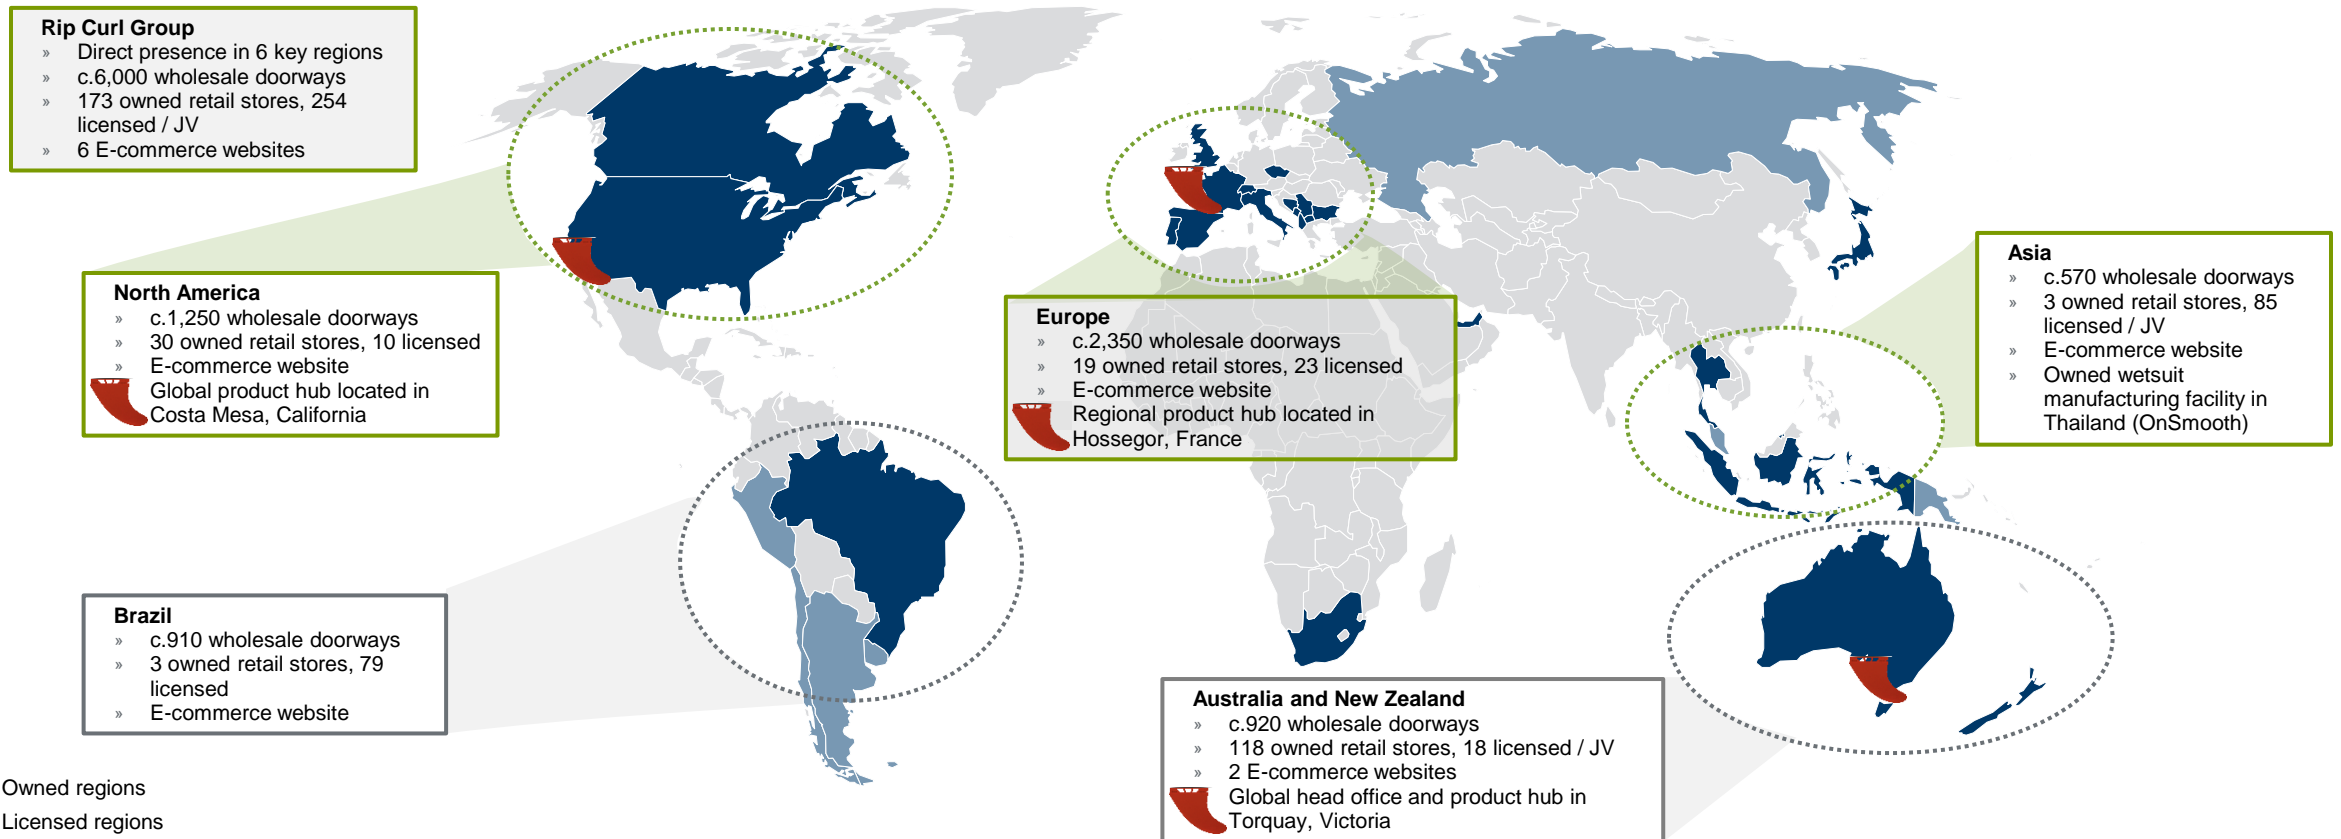 Rip Curl Group
» Direct presence in 6 key regions
» c.6,000 wholesale doorways
» 173 owned retail stores, 254
licensed / JV
» 6 E-commerce websites
North America
» c.1,250 wholesale doorways
» 30 owned retail stores, 10 licensed
» E-commerce website
Global product hub located in
Costa Mesa, California
Europe
» c.2,350 wholesale doorways
» 19 owned retail stores, 23 licensed
» E-commerce website
Regional product hub located in
Hossegor, France
Asia
» c.570 wholesale doorways
» 3 owned retail stores, 85
licensed / JV
» E-commerce website
» Owned wetsuit
manufacturing facility in
Thailand (OnSmooth)
Brazil
» c.910 wholesale doorways
» 3 owned retail stores, 79
licensed
» E-commerce website
Australia and New Zealand
» c.920 wholesale doorways
» 118 owned retail stores, 18 licensed / JV
» 2 E-commerce websites
Global head office and product hub in
Torquay, Victoria
Owned regions
Licensed regions